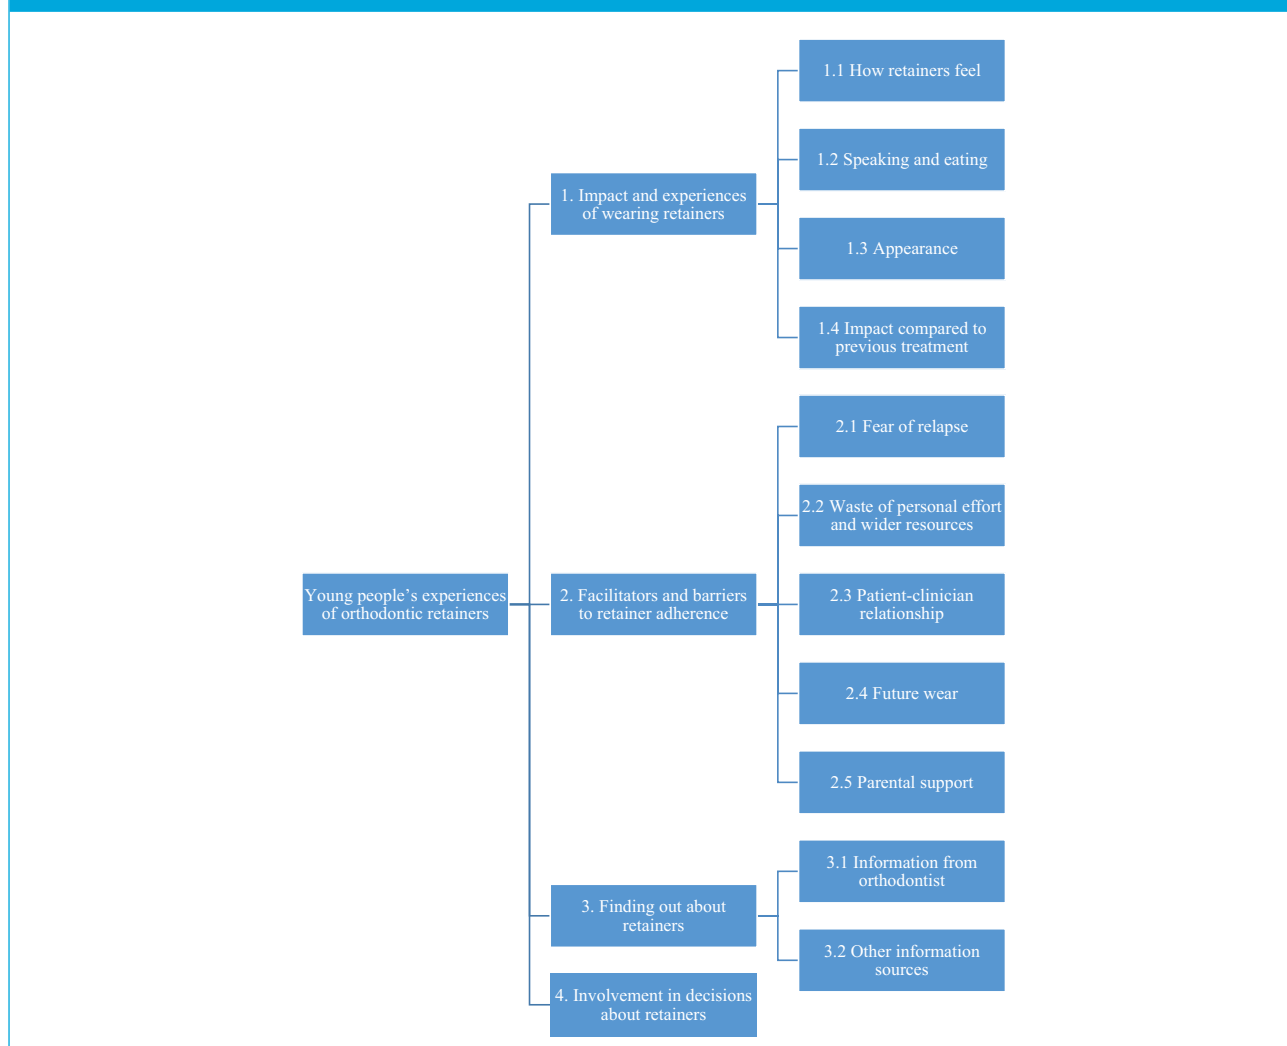 Young people’s experiences
of orthodontic retainers
1. Impact and experiences
of wearing retainers
1.1 How retainers feel
1.2 Speaking and eating
1.3 Appearance
1.4 Impact compared to
previous treatment
2. Facilitators and barriers
to retainer adherence
2.1 Fear of relapse
2.2 Waste of personal effort
and wider resources
2.3 Patient-clinician
relationship
2.4 Future wear
2.5 Parental support
3. Finding out about
retainers
3.1 Information from
orthodontist
3.2 Other information
sources
4. Involvement in decisions
about retainers